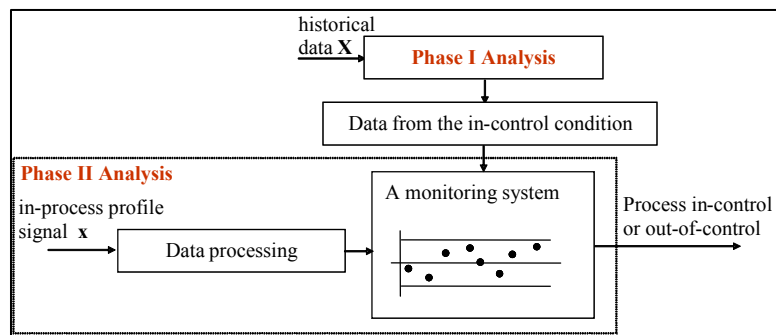 historical
data X
Phase I Analysis
Data from the in-control condition
Phase II Analysis
in-process profile
signal x
Data processing
A monitoring system
Process in-control
or out-of-control